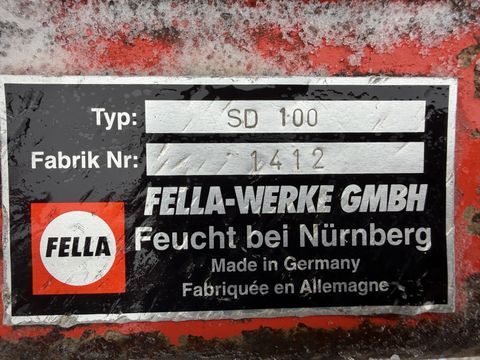 Typ: SD 100
Fabrik Nr: 1412
FELLA-WERKE GMBH
FELLA
Feucht bei Nürnberg
Made in Germany
Fabriquée en Allemagne